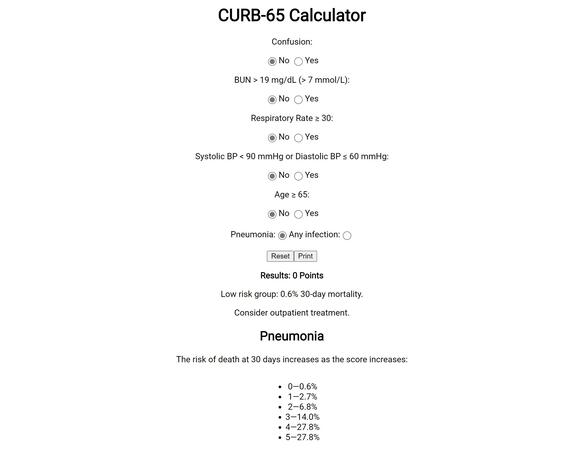 CURB-65 Calculator
Confusion:
No Yes
BUN > 19 mg/dL (> 7 mmol/L):
No Yes
Respiratory Rate ≥ 30:
No Yes
Systolic BP < 90 mmHg or Diastolic BP ≤ 60 mmHg:
No Yes
Age ≥ 65:
No Yes
Pneumonia: Any infection:
Reset Print
Results: 0 Points
Low risk group: 0.6% 30-day mortality.
Consider outpatient treatment.
Pneumonia
The risk of death at 30 days increases as the score increases:
• 0—0.6%
• 1—2.7%
• 2—6.8%
• 3—14.0%
• 4—27.8%
• 5—27.8%